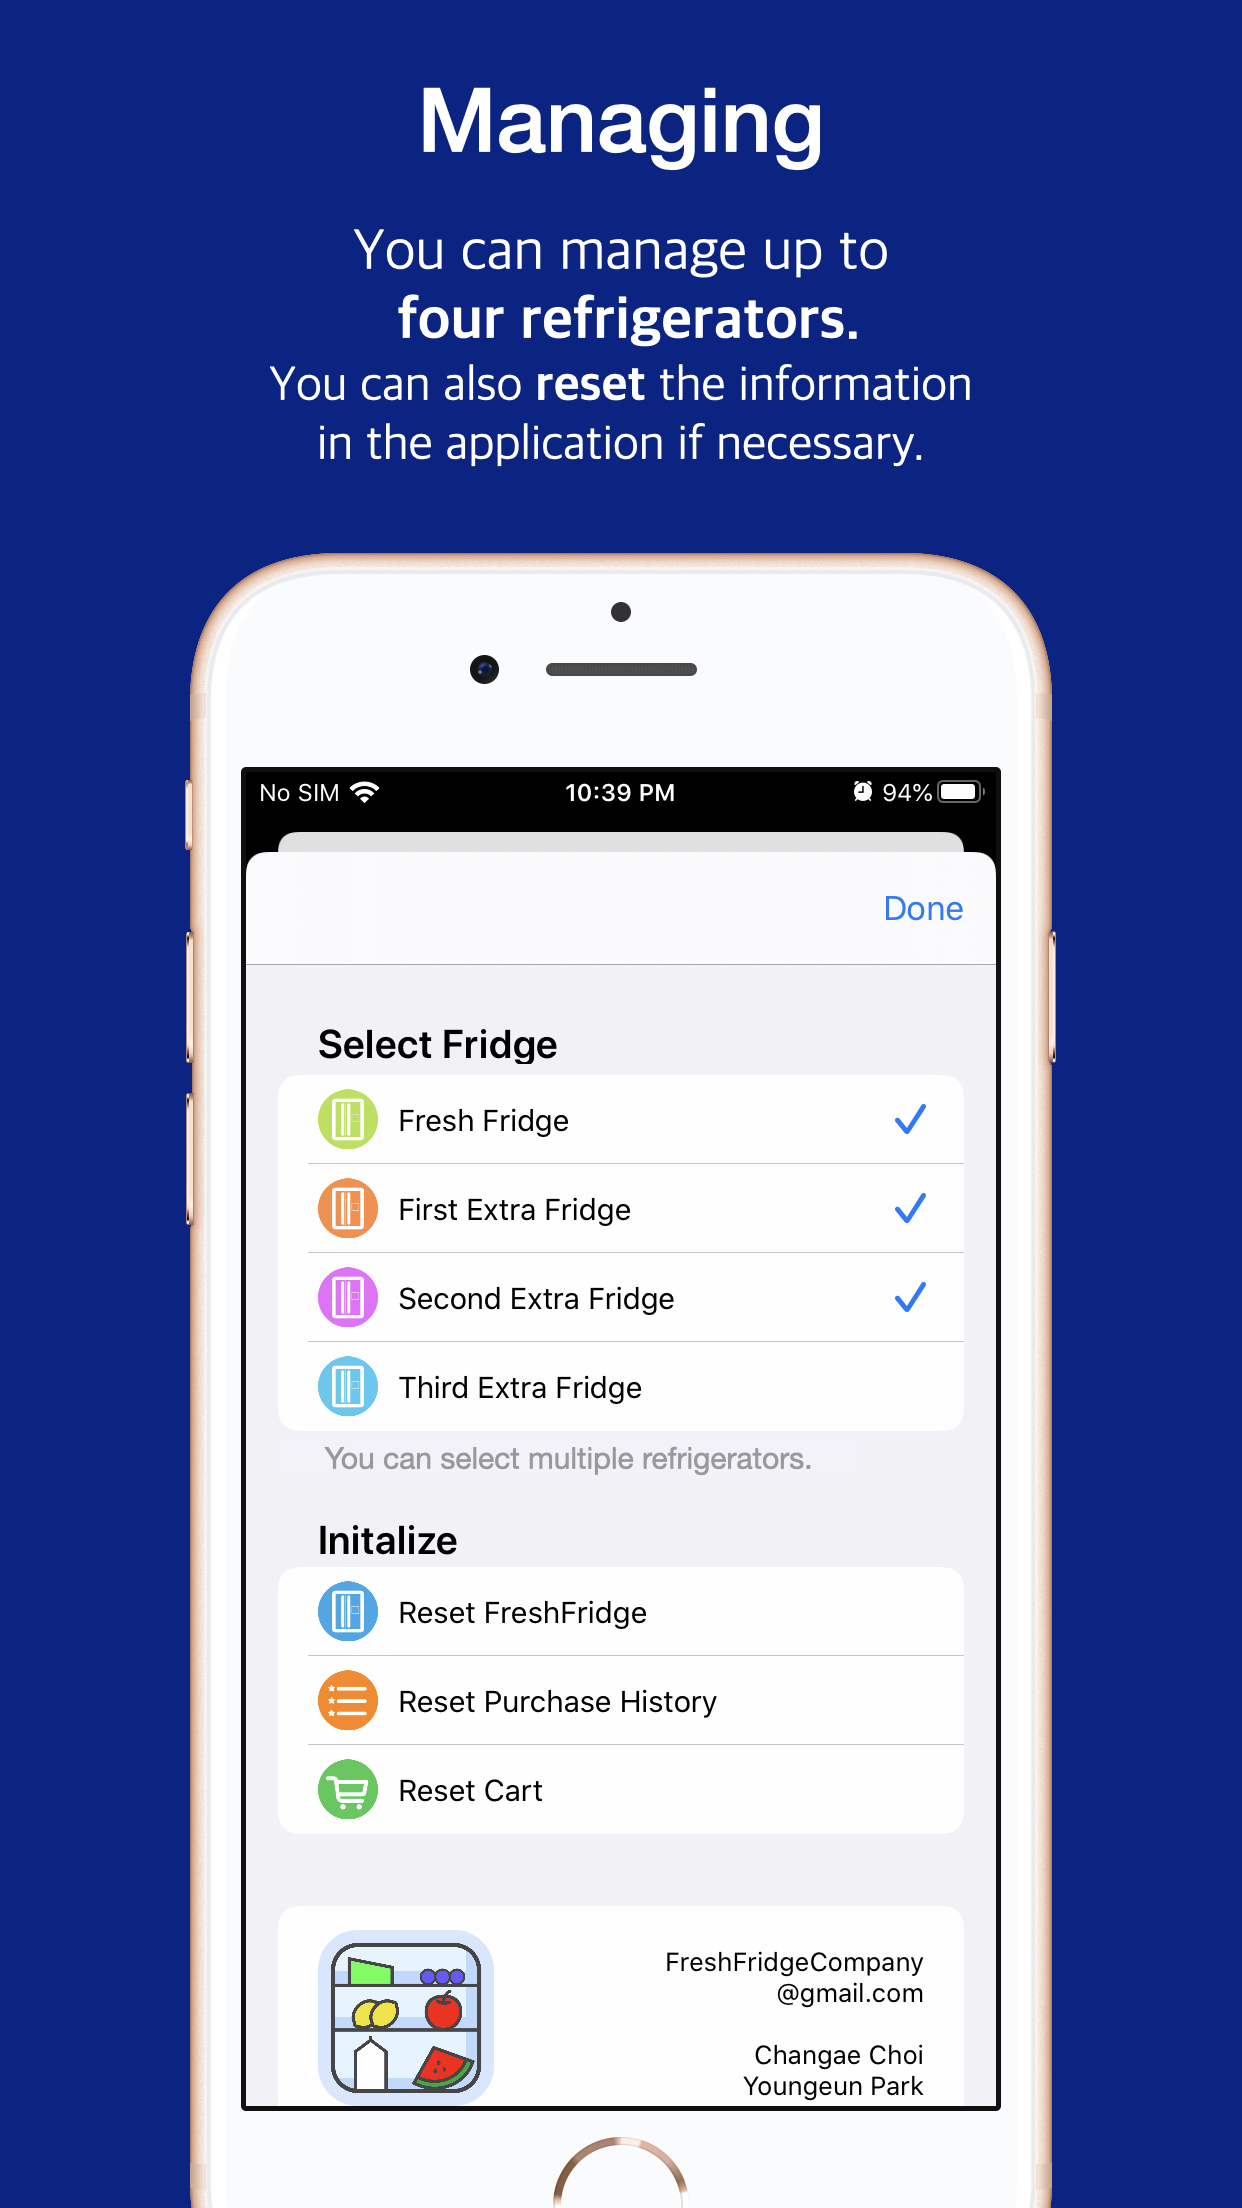 Managing
You can manage up to
four refrigerators.
You can also reset the information
in the application if necessary.
No SIM 10:39 PM 94%
Done
Select Fridge
Fresh Fridge
First Extra Fridge
Second Extra Fridge
Third Extra Fridge
You can select multiple refrigerators.
Initalize
Reset FreshFridge
Reset Purchase History
Reset Cart
FreshFridgeCompany
@gmail.com
Changae Choi
Youngeun Park